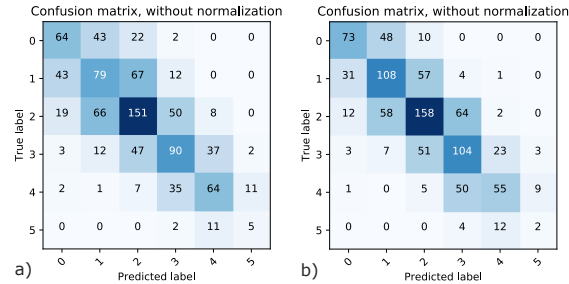 Confusion matrix, without normalization
0 64 43 22 2 0 0
1 43 79 67 12 0 0
2 19 66 151 50 8 0
3 3 12 47 90 37 2
4 2 1 7 35 64 11
5 0 0 0 2 11 5
0 1 2 3 4 5
True label
Predicted label
a)
Confusion matrix, without normalization
0 73 48 10 0 0 0
1 31 108 57 4 1 0
2 12 58 158 64 2 0
3 3 7 51 104 23 3
4 1 0 5 50 55 9
5 0 0 0 4 12 2
0 1 2 3 4 5
True label
Predicted label
b)